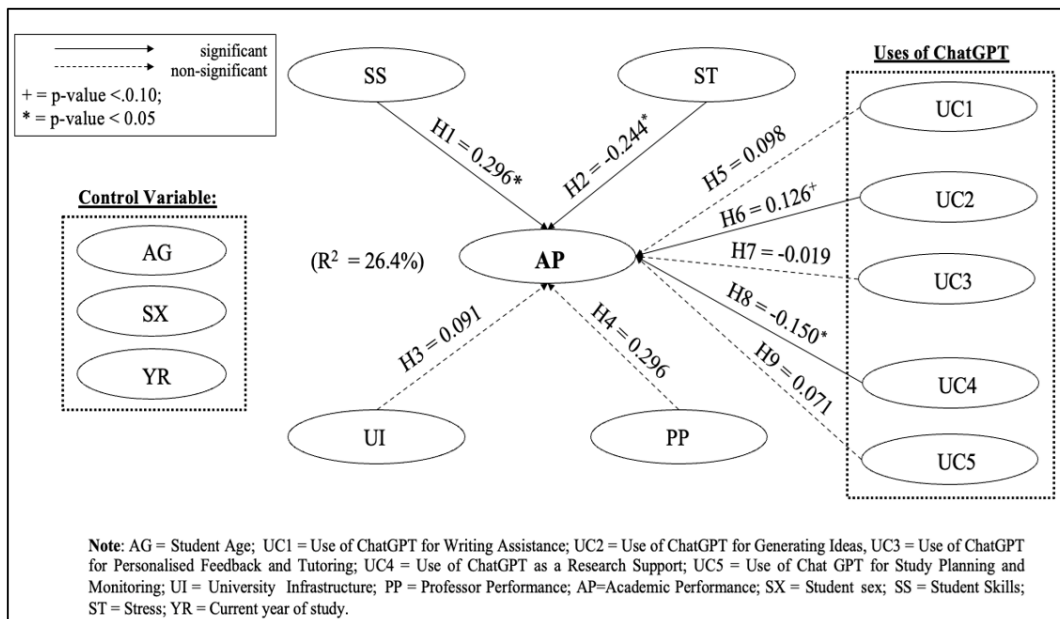 significant
non-significant
+ = p-value <.0.10;
* = p-value < 0.05
SS
ST
Uses of ChatGPT
UC1
H1 = 0.296*
H2 = -0.244*
H5 = 0.098
UC2
Control Variable:
H6 = 0.126+
AG
(R² = 26.4%)
AP
H7 = -0.019
UC3
SX
H8 = -0.150*
H3 = 0.091
H4 = 0.296
H9 = 0.071
YR
UC4
UI
PP
UC5
Note: AG = Student Age; UC1 = Use of ChatGPT for Writing Assistance; UC2 = Use of ChatGPT for Generating Ideas, UC3 = Use of ChatGPT
for Personalised Feedback and Tutoring; UC4 = Use of ChatGPT as a Research Support; UC5 = Use of Chat GPT for Study Planning and
Monitoring; UI = University Infrastructure; PP = Professor Performance; AP=Academic Performance; SX = Student sex; SS = Student Skills;
ST = Stress; YR = Current year of study.